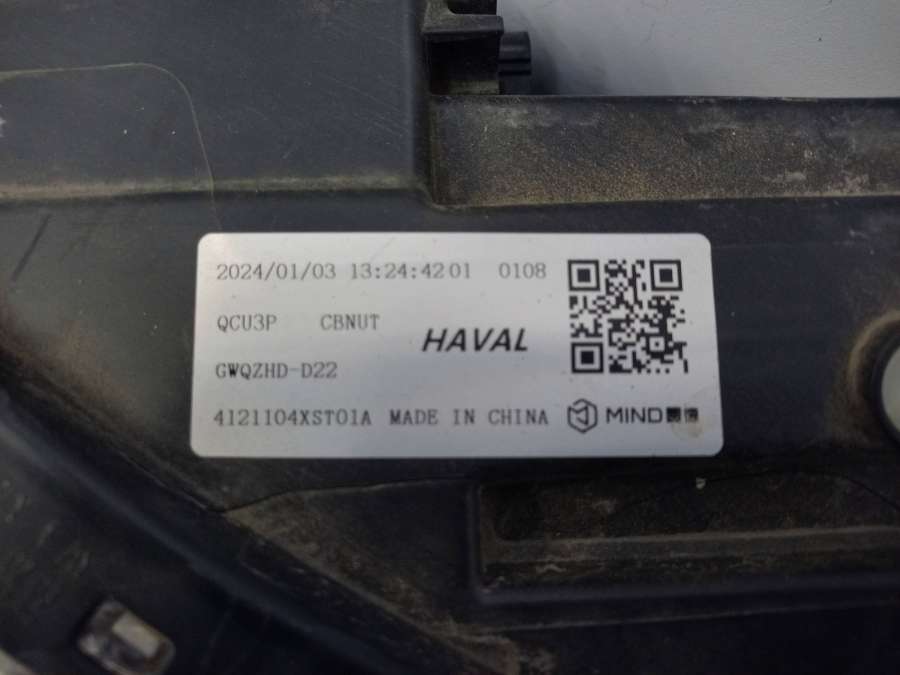 2024/01/03 13:24:42 01 0108
QCU3P CBNUT
HAVAL
GWQZHD-D22
4121104XST01A MADE IN CHINA MIND